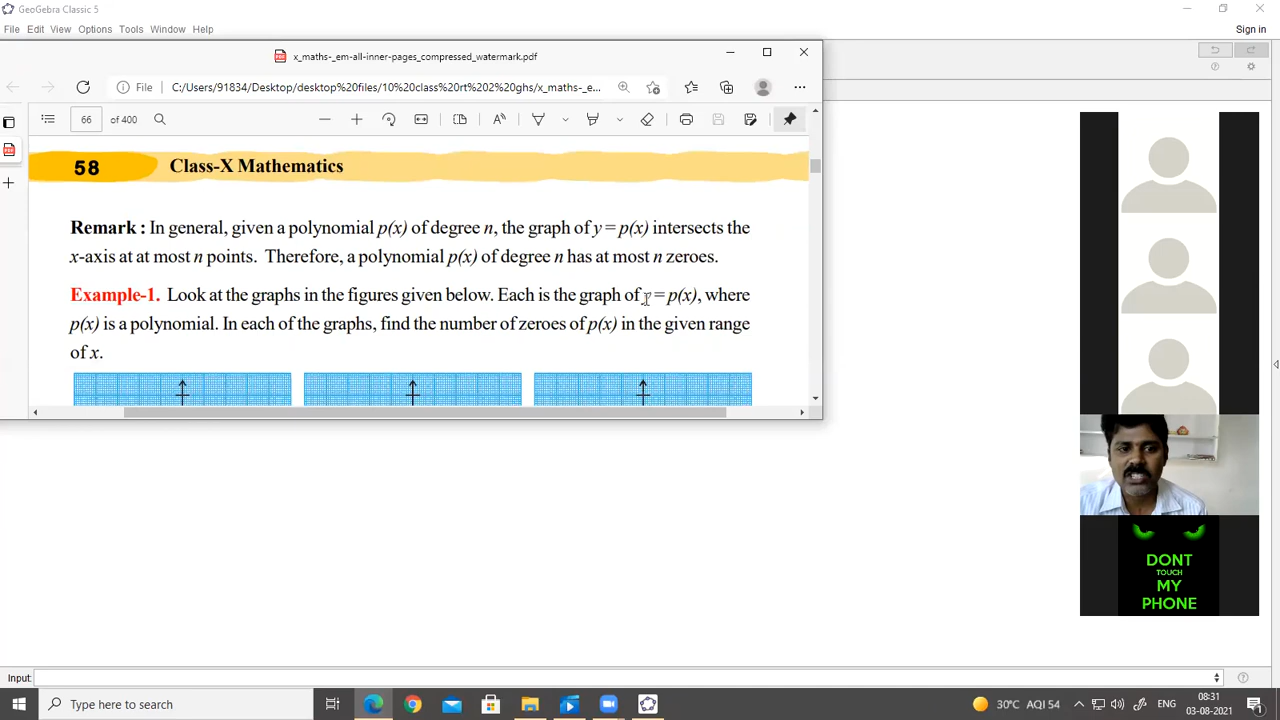 GeoGebra Classic 5
File Edit View Options Tools Window Help
Sign in
x_maths-_em-all-inner-pages_compressed_watermark.pdf
File C:/Users/91834/Desktop/desktop%20files/10%20class%20rt%202%20ghs/x_maths-_e...
66 of 400
58 Class-X Mathematics
Remark : In general, given a polynomial p(x) of degree n, the graph of y = p(x) intersects the
x-axis at at most n points. Therefore, a polynomial p(x) of degree n has at most n zeroes.
Example-1. Look at the graphs in the figures given below. Each is the graph of y = p(x), where
p(x) is a polynomial. In each of the graphs, find the number of zeroes of p(x) in the given range
of x.
DONT
TOUCH
MY
PHONE
Input:
Type here to search
30°C AQI 54
ENG
08:31
03-08-2021